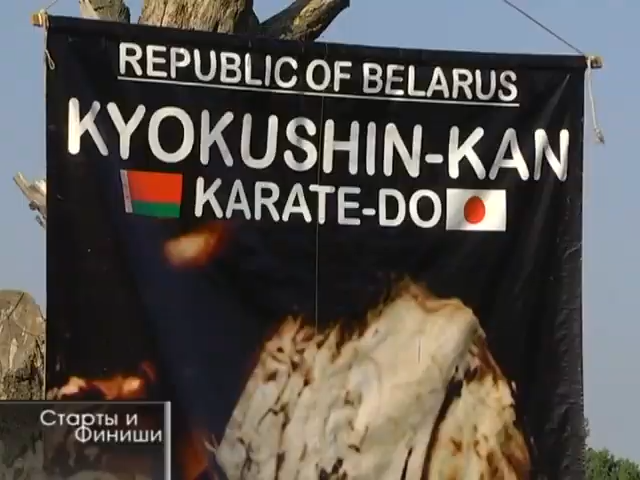 REPUBLIC OF BELARUS
KYOKUSHIN-KAN
KARATE-DO
Старты и
Финиши